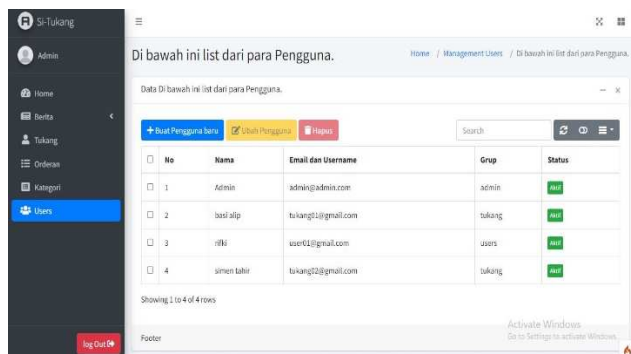 Si-Tukang
Admin
Home
Berita
Tukang
Orderan
Kategori
Users
log Out
Di bawah ini list dari para Pengguna.
Home / Management Users / Di bawah ini list dari para Pengguna.
Data Di bawah ini list dari para Pengguna.
+ Buat Pengguna baru Ubah Pengguna Hapus Search
No Nama Email dan Username Grup Status
1 Admin admin@admin.com admin Aktif
2 basi alip tukang01@gmail.com tukang Aktif
3 rifki user01@gmail.com users Aktif
4 simen tahir tukang02@gmail.com tukang Aktif
Showing 1 to 4 of 4 rows
Activate Windows
Go to Settings to activate Windows.
Footer